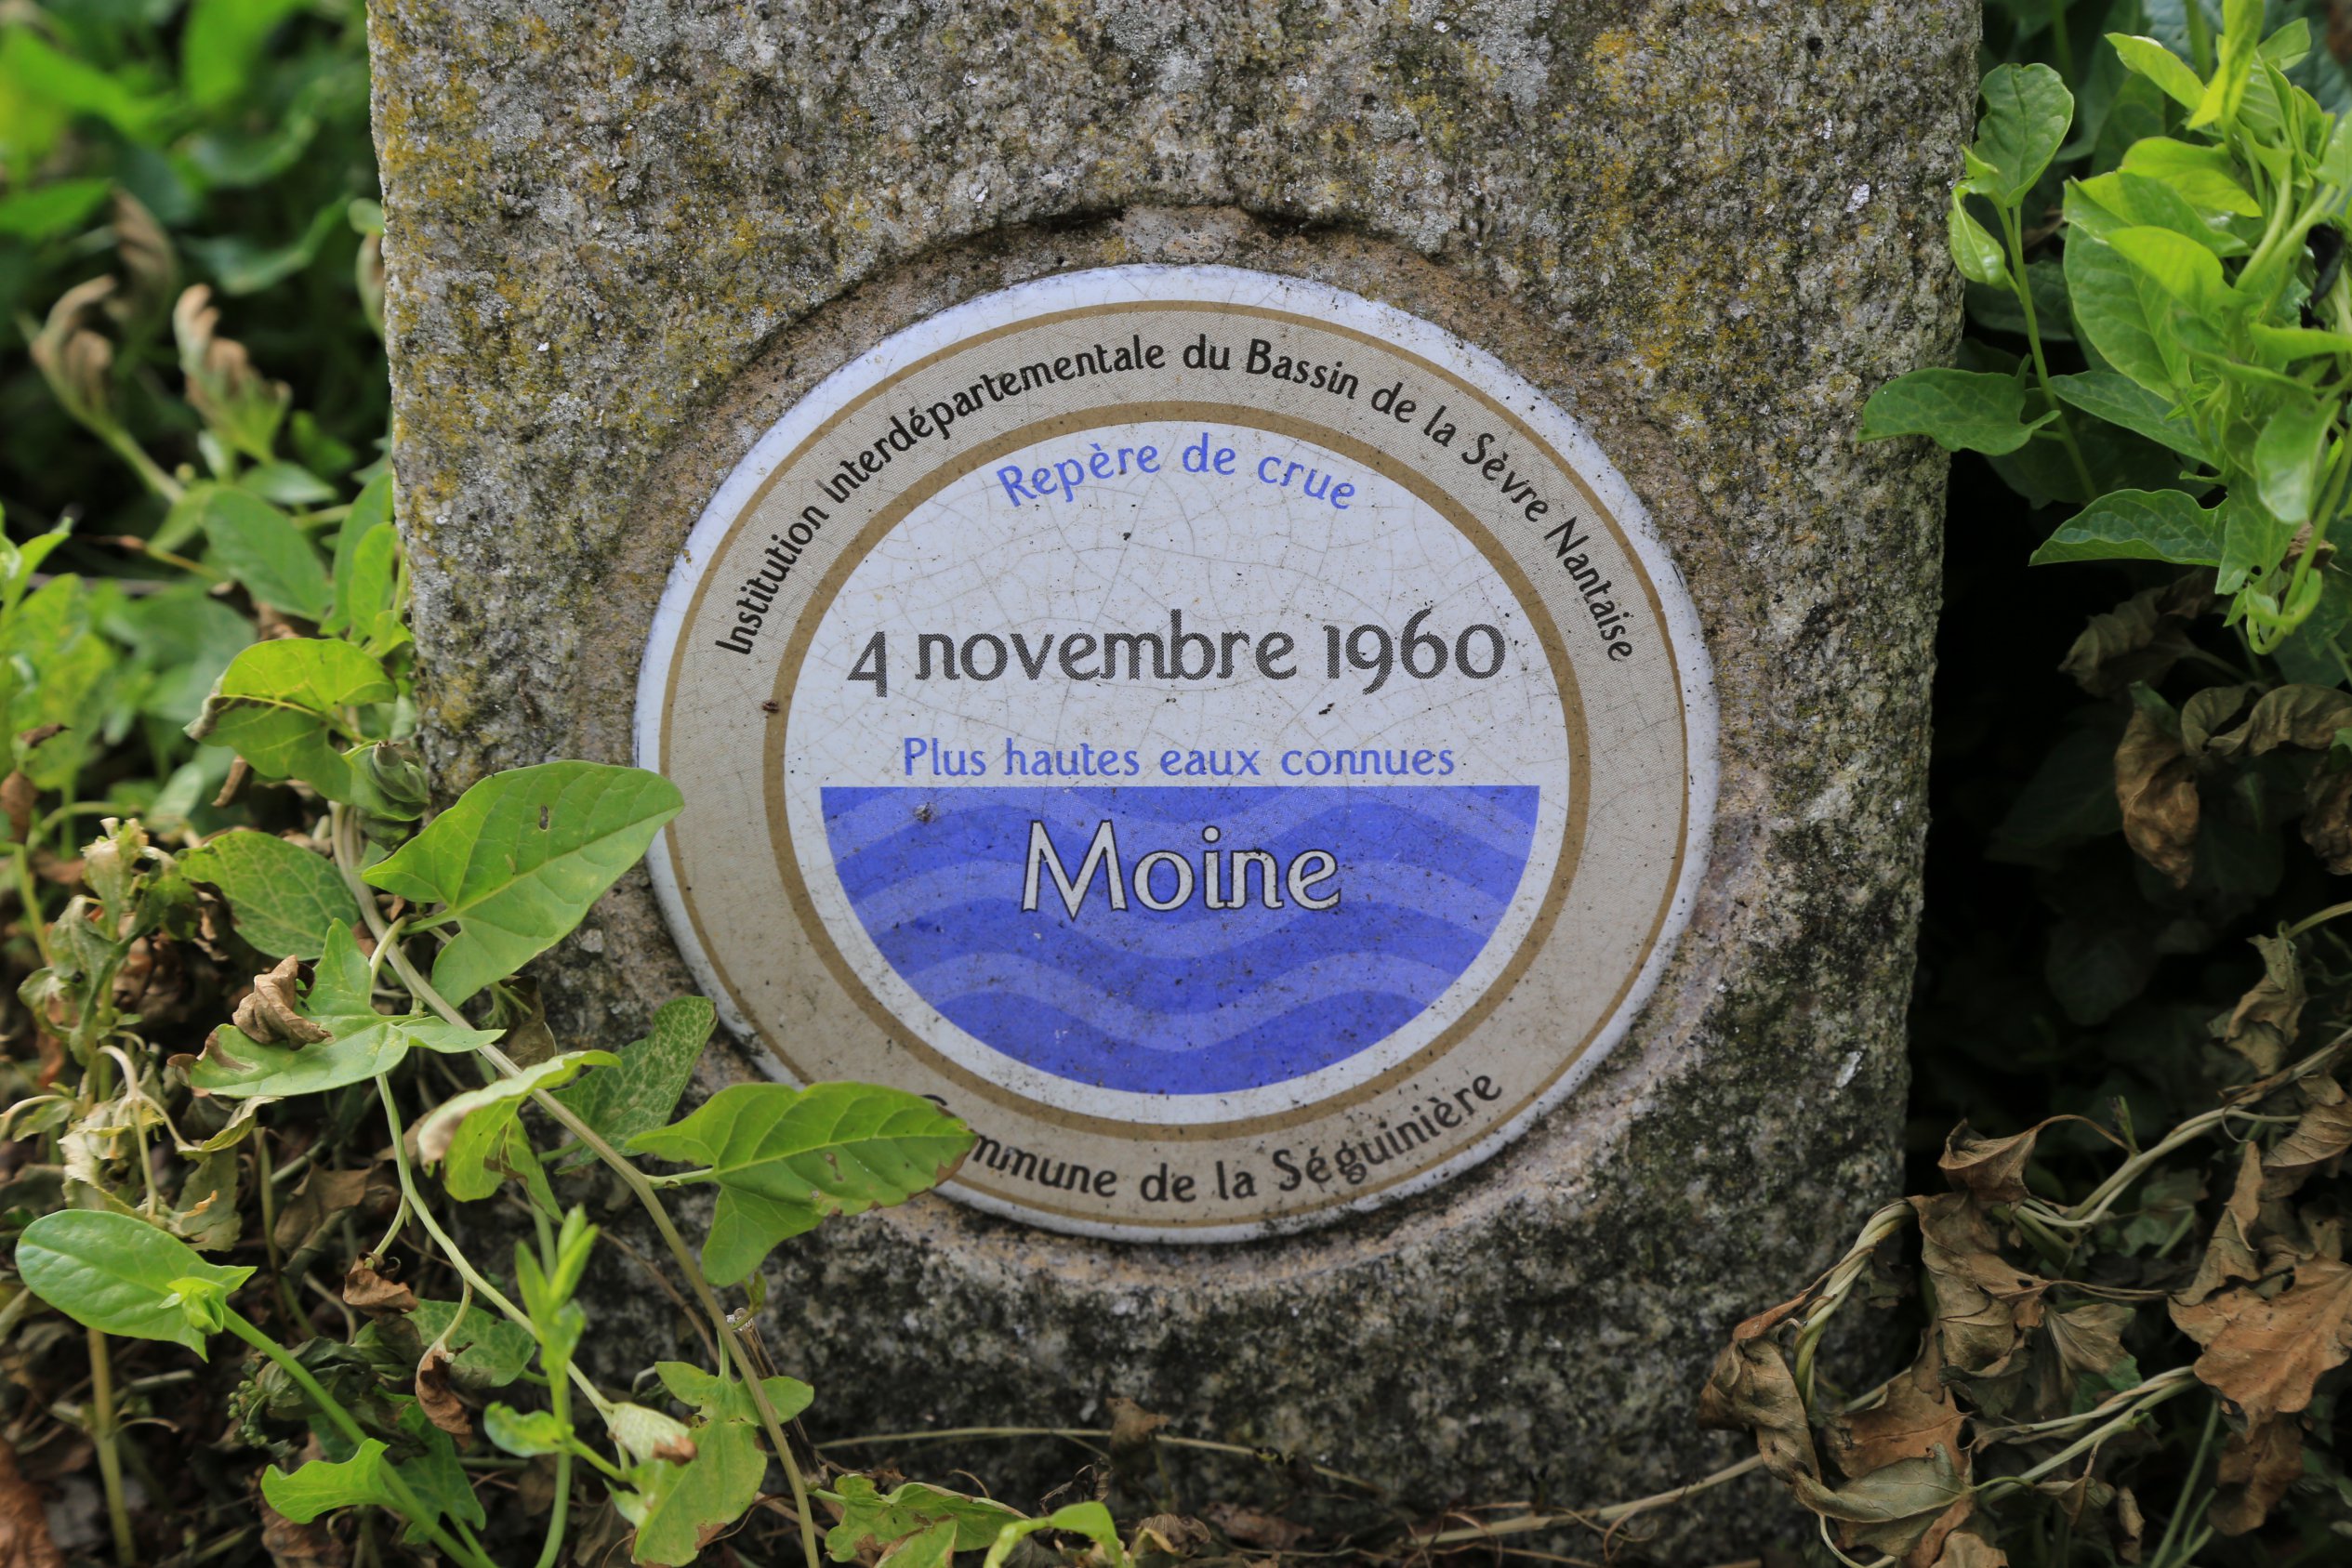 Institution Interdépartementale du Bassin de la Sèvre Nantaise
Repère de crue
4 novembre 1960
Plus hautes eaux connues
Moine
Commune de la Séguinière